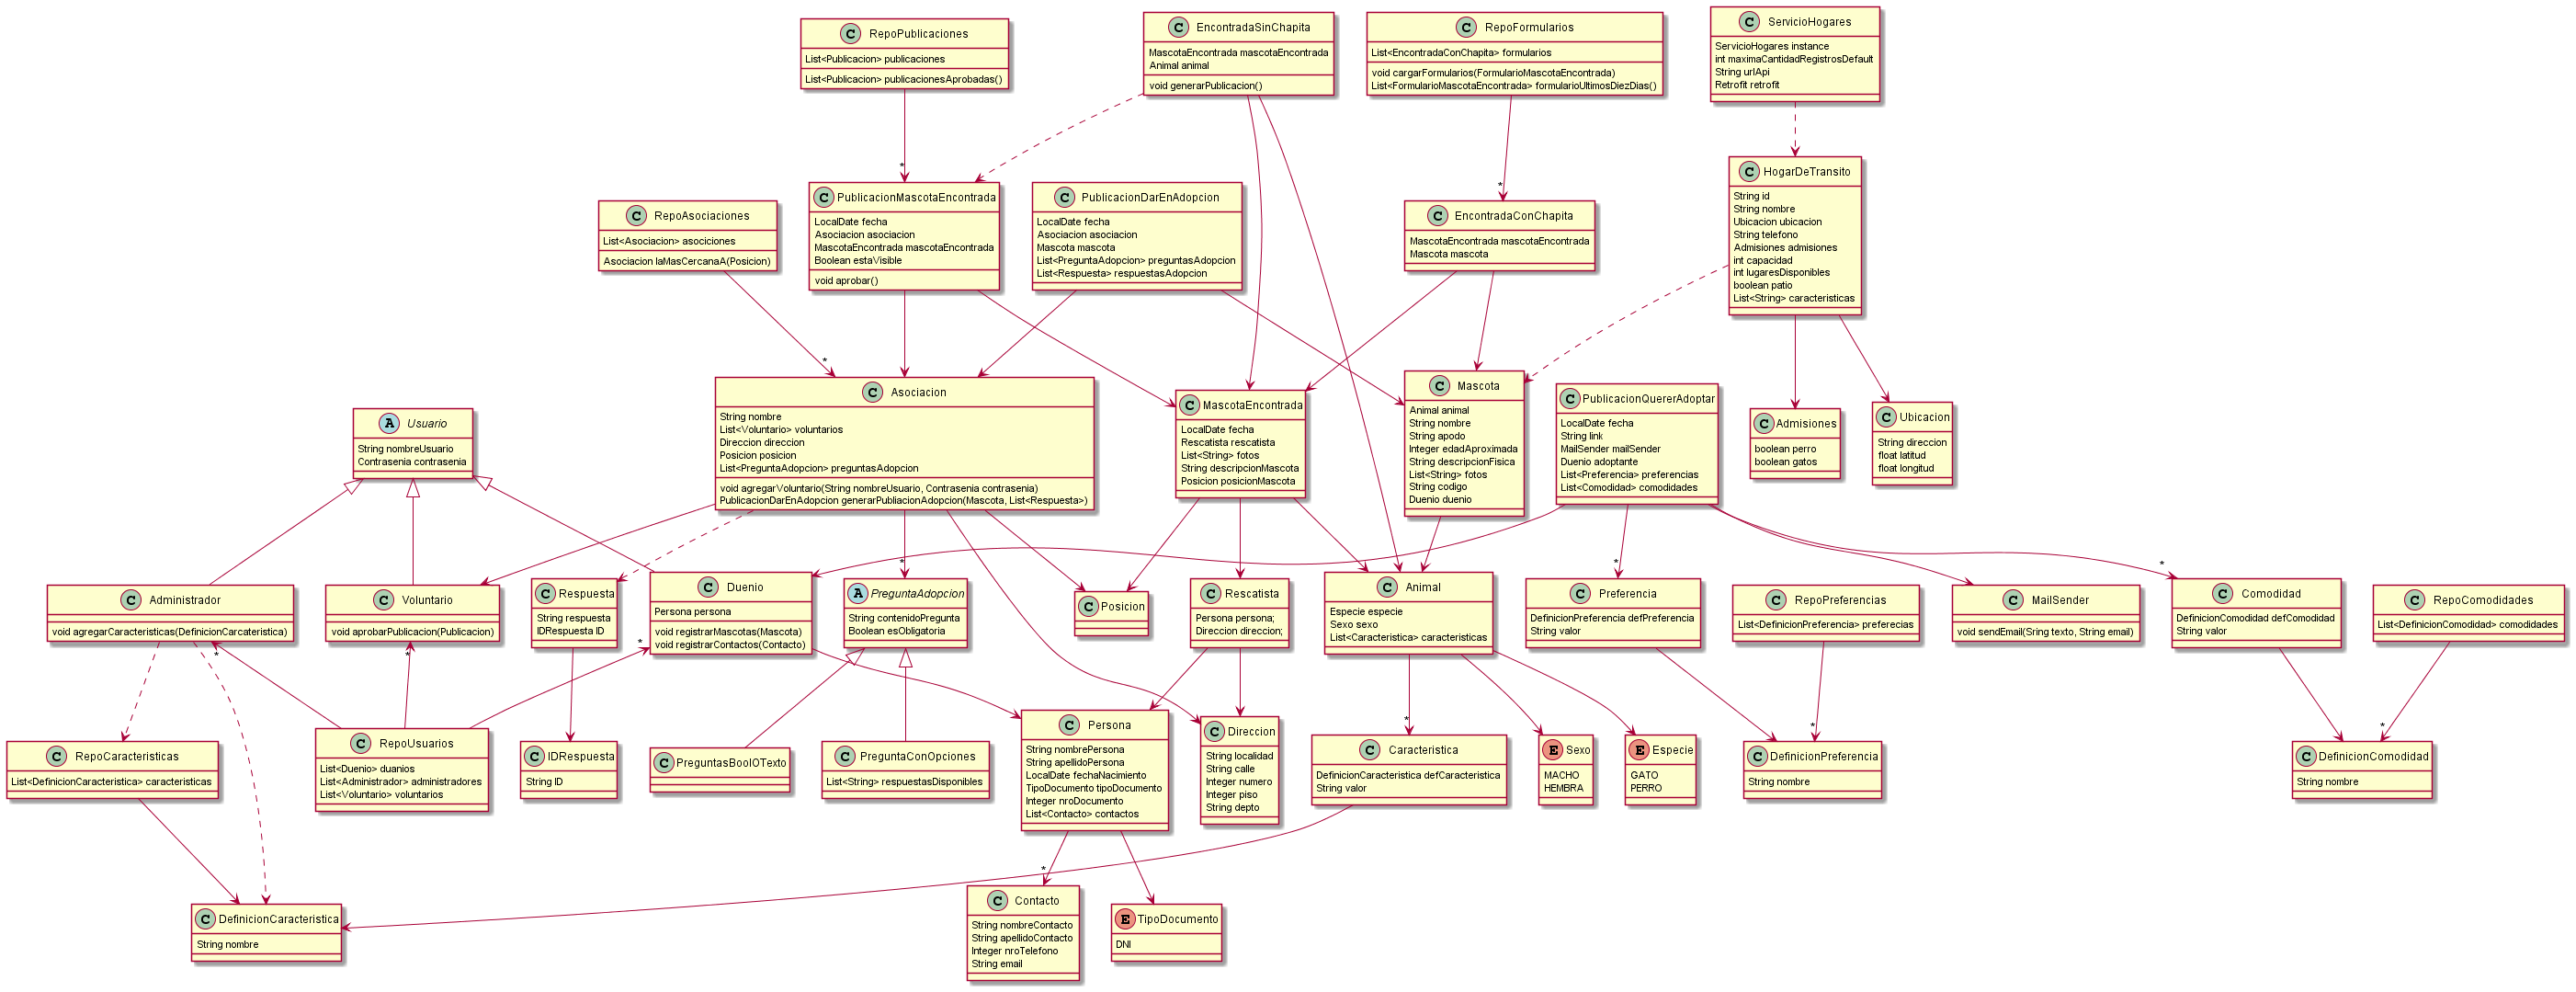 C RepoPublicaciones
List<Publicacion> publicaciones
List<Publicacion> publicacionesAprobadas()
C EncontradaSinChapita
MascotaEncontrada mascotaEncontrada
Animal animal
void generarPublicacion()
C RepoFormularios
List<EncontradaConChapita> formularios
void cargarFormularios(FormularioMascotaEncontrada)
List<FormularioMascotaEncontrada> formularioUltimosDiezDias()
C ServicioHogares
ServicioHogares instance
int maximaCantidadRegistrosDefault
String urlApi
Retrofit retrofit
*
*
C RepoAsociaciones
List<Asociacion> asociciones
Asociacion laMasCercanaA(Posicion)
C PublicacionMascotaEncontrada
LocalDate fecha
Asociacion asociacion
MascotaEncontrada mascotaEncontrada
Boolean estaVisible
void aprobar()
C PublicacionDarEnAdopcion
LocalDate fecha
Asociacion asociacion
Mascota mascota
List<PreguntaAdopcion> preguntasAdopcion
List<Respuesta> respuestasAdopcion
C EncontradaConChapita
MascotaEncontrada mascotaEncontrada
Mascota mascota
C HogarDeTransito
String id
String nombre
Ubicacion ubicacion
String telefono
Admisiones admisiones
int capacidad
int lugaresDisponibles
boolean patio
List<String> caracteristicas
*
A Usuario
String nombreUsuario
Contrasenia contrasenia
C Asociacion
String nombre
List<Voluntario> voluntarios
Direccion direccion
Posicion posicion
List<PreguntaAdopcion> preguntasAdopcion
void agregarVoluntario(String nombreUsuario, Contrasenia contrasenia)
PublicacionDarEnAdopcion generarPubliacionAdopcion(Mascota, List<Respuesta>)
C MascotaEncontrada
LocalDate fecha
Rescatista rescatista
List<String> fotos
String descripcionMascota
Posicion posicionMascota
C Mascota
Animal animal
String nombre
String apodo
Integer edadAproximada
String descripcionFisica
List<String> fotos
String codigo
Duenio duenio
C PublicacionQuererAdoptar
LocalDate fecha
String link
MailSender mailSender
Duenio adoptante
List<Preferencia> preferencias
List<Comodidad> comodidades
C Admisiones
boolean perro
boolean gatos
C Ubicacion
String direccion
float latitud
float longitud
*
*
*
C Administrador
void agregarCaracteristicas(DefinicionCarcateristica)
C Voluntario
void aprobarPublicacion(Publicacion)
C Respuesta
String respuesta
IDRespuesta ID
C Duenio
Persona persona
void registrarMascotas(Mascota)
void registrarContactos(Contacto)
A PreguntaAdopcion
String contenidoPregunta
Boolean esObligatoria
C Posicion
C Rescatista
Persona persona;
Direccion direccion;
C Animal
Especie especie
Sexo sexo
List<Caracteristica> caracteristicas
C Preferencia
DefinicionPreferencia defPreferencia
String valor
C RepoPreferencias
List<DefinicionPreferencia> preferecias
C MailSender
void sendEmail(Sring texto, String email)
C Comodidad
DefinicionComodidad defComodidad
String valor
C RepoComodidades
List<DefinicionComodidad> comodidades
*
*
*
*
*
*
C RepoCaracteristicas
List<DefinicionCaracteristica> caracteristicas
C RepoUsuarios
List<Duenio> duanios
List<Administrador> administradores
List<Voluntario> voluntarios
C IDRespuesta
String ID
C PreguntasBoolOTexto
C PreguntaConOpciones
List<String> respuestasDisponibles
C Persona
String nombrePersona
String apellidoPersona
LocalDate fechaNacimiento
TipoDocumento tipoDocumento
Integer nroDocumento
List<Contacto> contactos
C Direccion
String localidad
String calle
Integer numero
Integer piso
String depto
C Caracteristica
DefinicionCaracteristica defCaracteristica
String valor
E Sexo
MACHO
HEMBRA
E Especie
GATO
PERRO
C DefinicionPreferencia
String nombre
C DefinicionComodidad
String nombre
*
C DefinicionCaracteristica
String nombre
C Contacto
String nombreContacto
String apellidoContacto
Integer nroTelefono
String email
E TipoDocumento
DNI